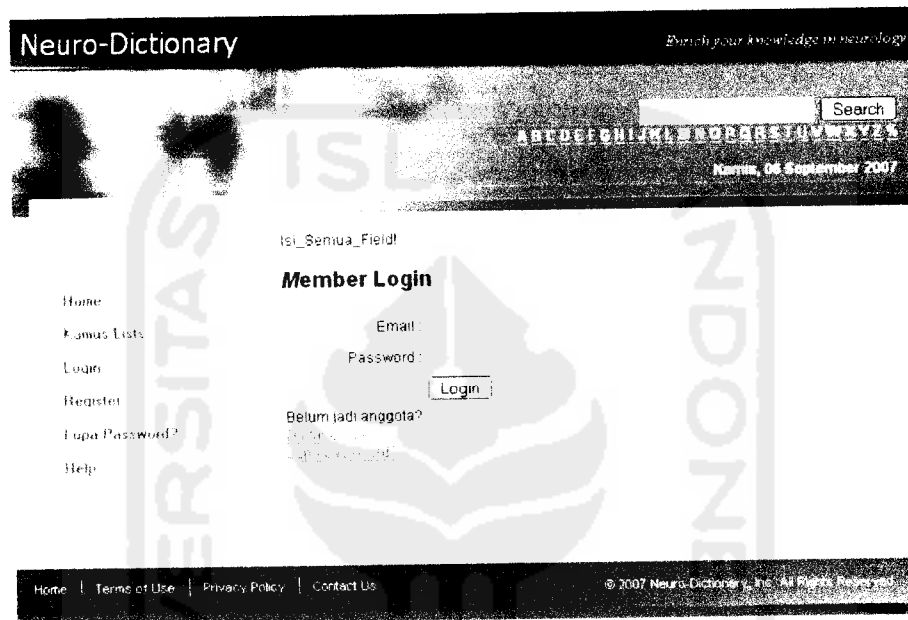 Neuro-Dictionary
Enrich your knowledge in neurology
Search
A B C D E F G H I J K L M N O P Q R S T U V W X Y Z
Kamis, 06 September 2007
Isi_Semua_Field!
Member Login
Home
Kamus Lists
Login
Register
Lupa Password?
Help
Email :
Password :
Login
Belum jadi anggota?
Home | Terms of Use | Privacy Policy | Contact Us
© 2007 Neuro-Dictionary, Inc. All Rights Reserved